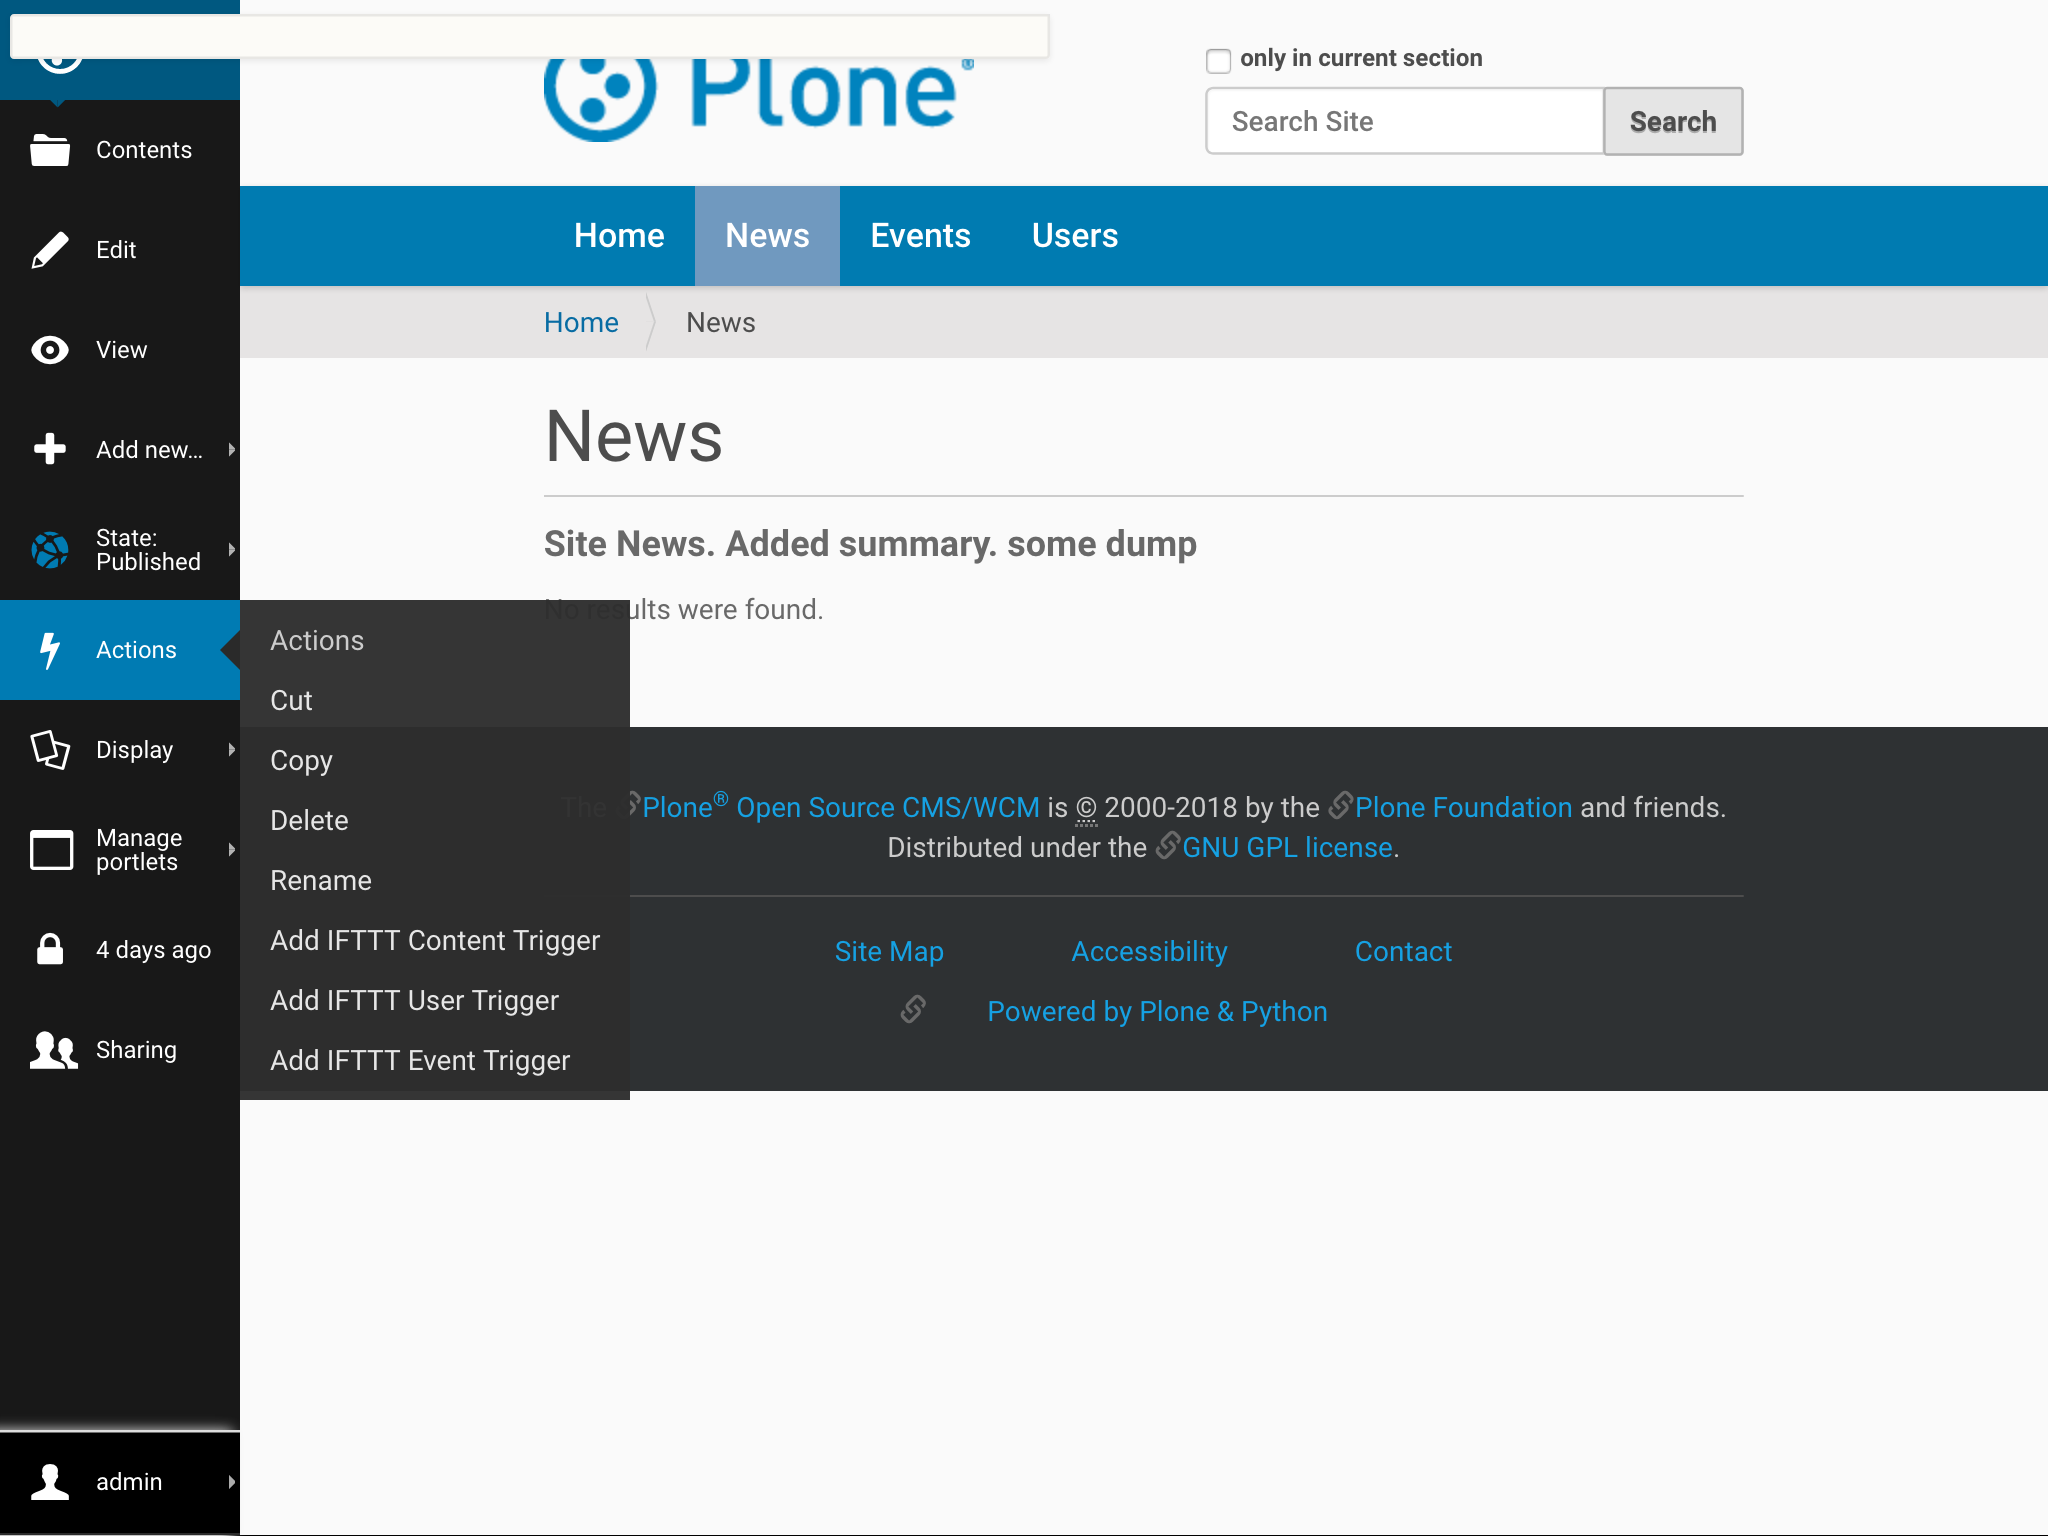 Plone®
only in current section
Search Site
Search
Home
News
Events
Users
Home
News
News
Site News. Added summary. some dump
No results were found.
Contents
Edit
View
Add new...
State:
Published
Actions
Display
Manage
portlets
4 days ago
Sharing
admin
Actions
Cut
Copy
Delete
Rename
Add IFTTT Content Trigger
Add IFTTT User Trigger
Add IFTTT Event Trigger
The Plone® Open Source CMS/WCM is © 2000-2018 by the Plone Foundation and friends.
Distributed under the GNU GPL license.
Site Map
Accessibility
Contact
Powered by Plone & Python